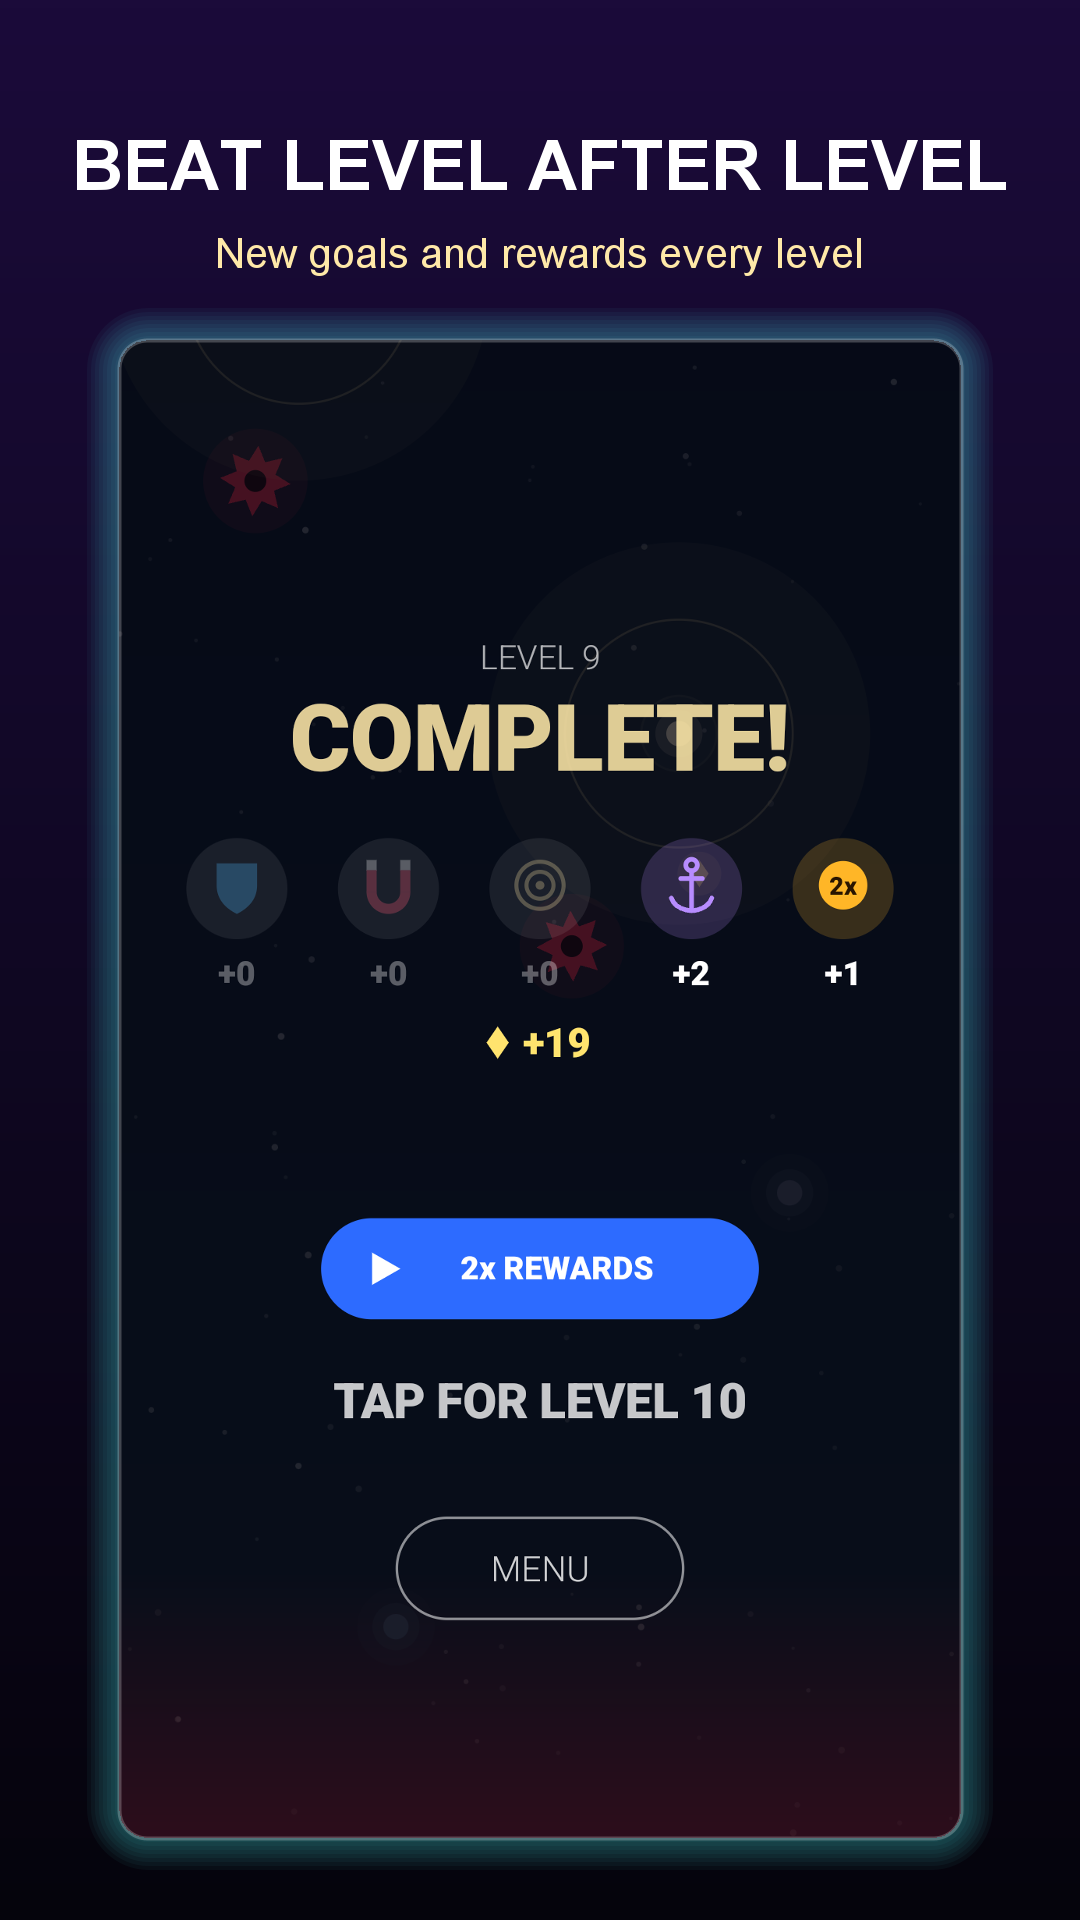 BEAT LEVEL AFTER LEVEL
New goals and rewards every level
LEVEL 9
COMPLETE!
2x
+0 +0 +0 +2 +1
+19
2x REWARDS
TAP FOR LEVEL 10
MENU